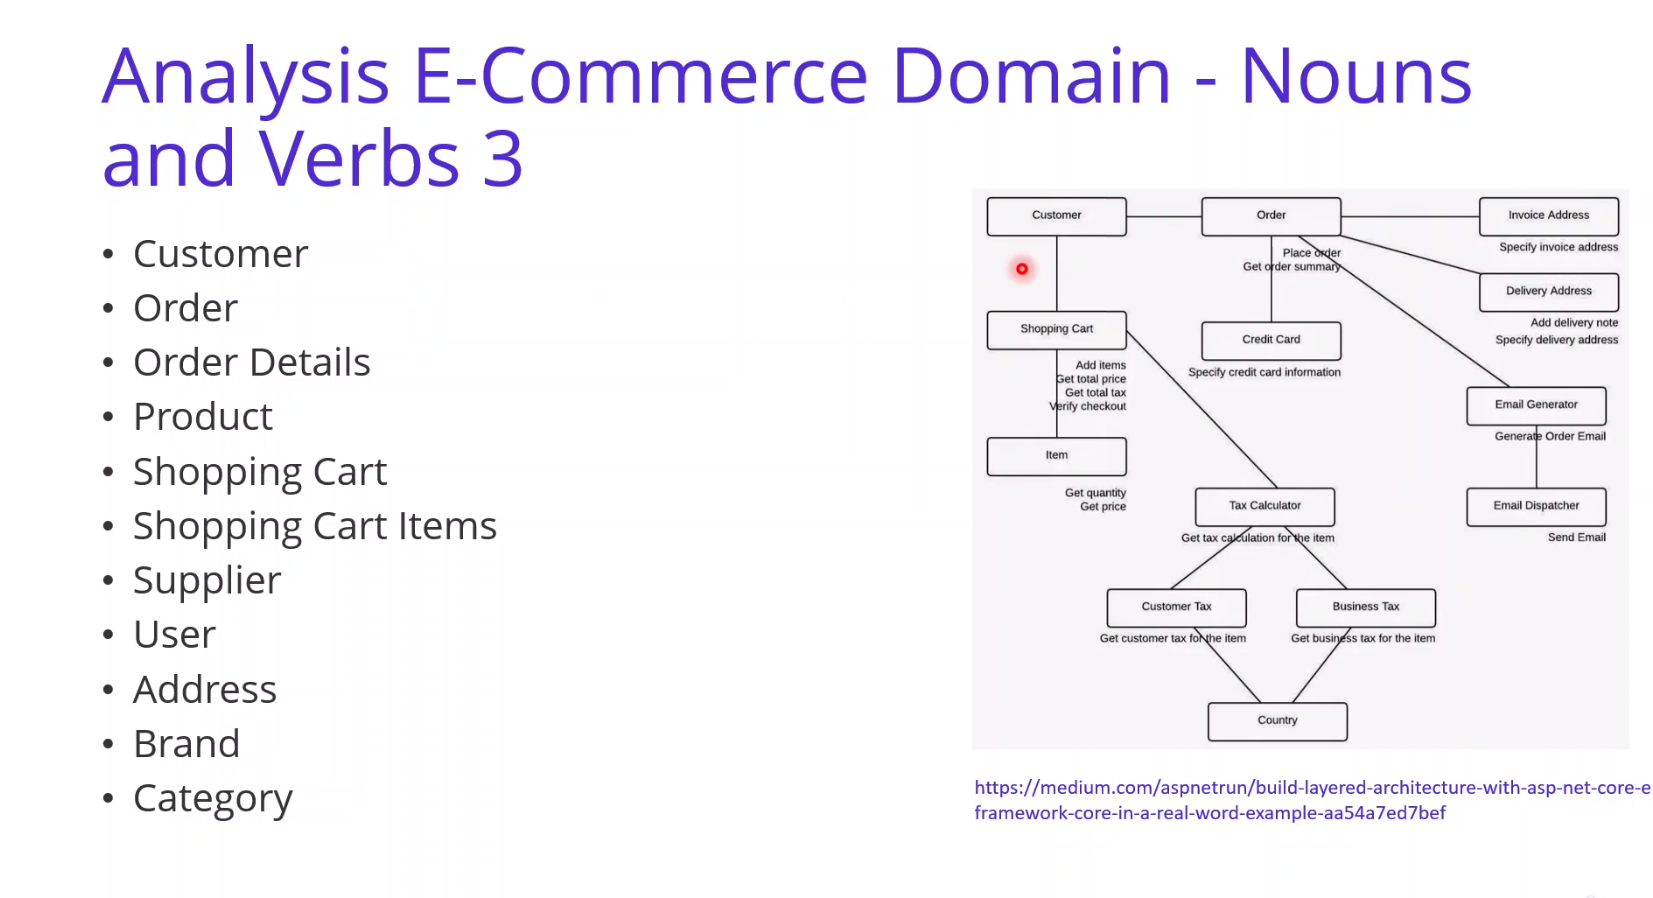 Analysis E-Commerce Domain - Nouns
and Verbs 3
• Customer
• Order
• Order Details
• Product
• Shopping Cart
• Shopping Cart Items
• Supplier
• User
• Address
• Brand
• Category
Customer
Order
Invoice Address
Specify invoice address
Place order
Get order summary
Delivery Address
Add delivery note
Specify delivery address
Shopping Cart
Credit Card
Add items
Get total price
Get total tax
Verify checkout
Specify credit card information
Email Generator
Generate Order Email
Item
Get quantity
Get price
Tax Calculator
Get tax calculation for the item
Email Dispatcher
Send Email
Customer Tax
Get customer tax for the item
Business Tax
Get business tax for the item
Country
https://medium.com/aspnetrun/build-layered-architecture-with-asp-net-core-e
framework-core-in-a-real-word-example-aa54a7ed7bef